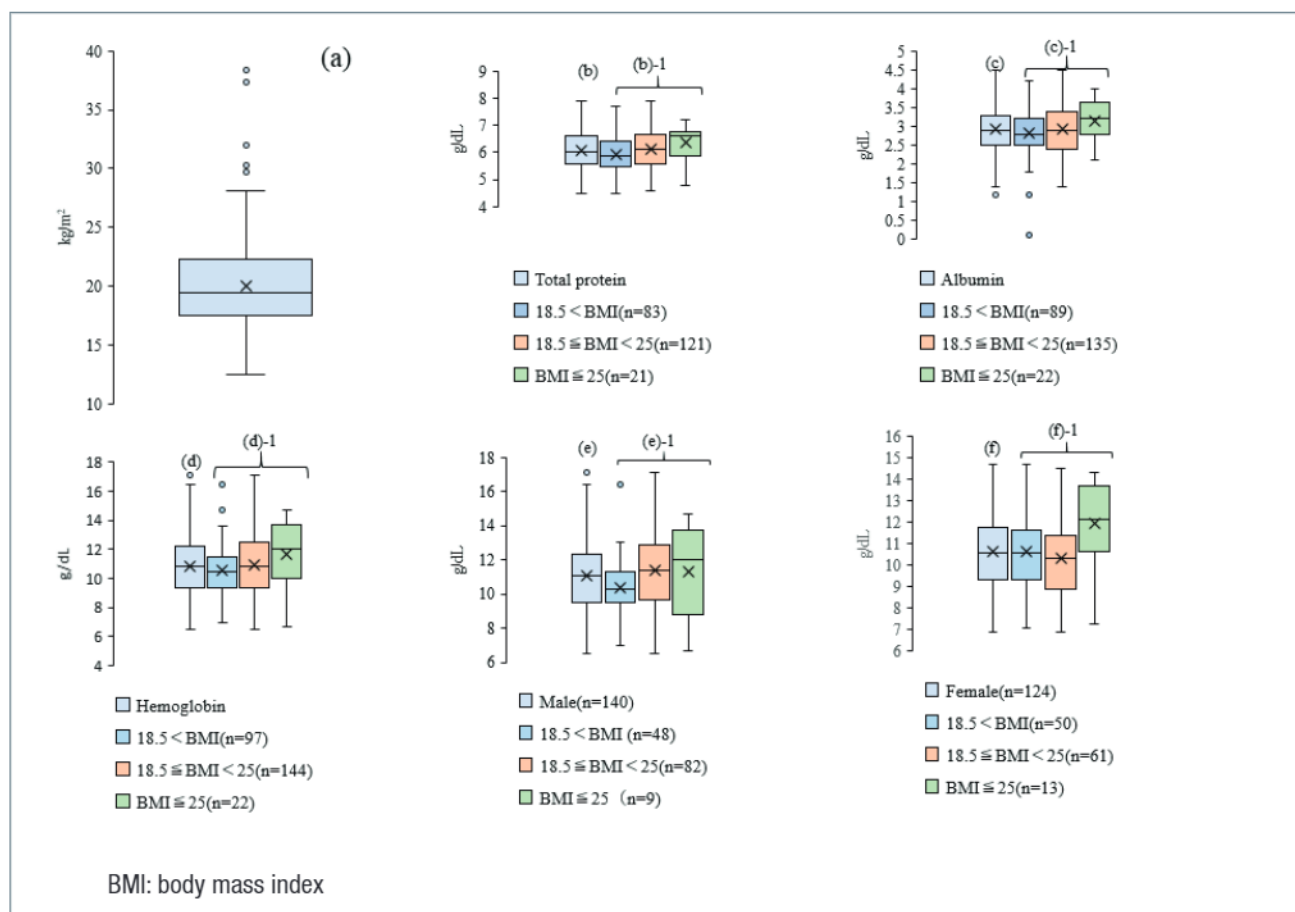 (a)
40
35
30
25
20
15
10
kg/m²
(b)
(b)-1
9
8
7
6
5
4
g/dL
Total protein
18.5＜BMI(n=83)
18.5≦BMI＜25(n=121)
BMI≦25(n=21)
(c)
(c)-1
5
4.5
4
3.5
3
2.5
2
1.5
1
0.5
0
g/dL
Albumin
18.5＜BMI(n=89)
18.5≦BMI＜25(n=135)
BMI≦25(n=22)
(d)
(d)-1
18
16
14
12
10
8
6
4
g/dL
Hemoglobin
18.5＜BMI(n=97)
18.5≦BMI＜25(n=144)
BMI≦25(n=22)
(e)
(e)-1
18
16
14
12
10
8
6
g/dL
Male(n=140)
18.5＜BMI (n=48)
18.5≦BMI＜25(n=82)
BMI≦25（n=9)
(f)
(f)-1
16
15
14
13
12
11
10
9
8
7
6
g/dL
Female(n=124)
18.5＜BMI(n=50)
18.5≦BMI＜25(n=61)
BMI≦25(n=13)
BMI: body mass index